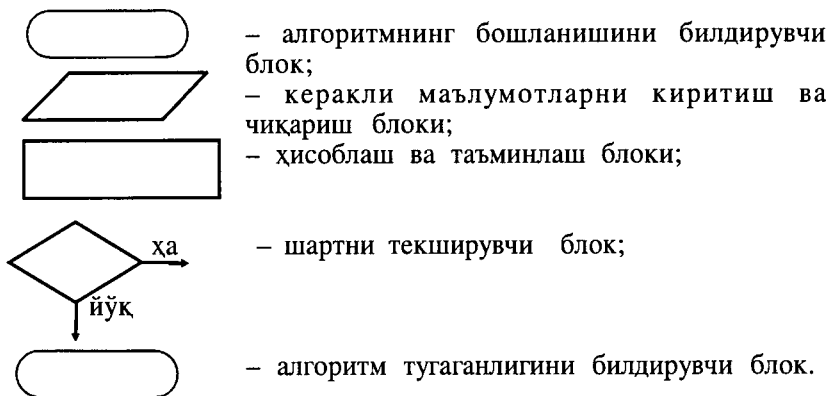 – алгоритмнинг бошланишини билдирувчи
блок;
– керакли маълумотларни киритиш ва
чиқариш блоки;
– ҳисоблаш ва таъминлаш блоки;
ҳа
– шартни текширувчи блок;
йўқ
– алгоритм тугаганлигини билдирувчи блок.